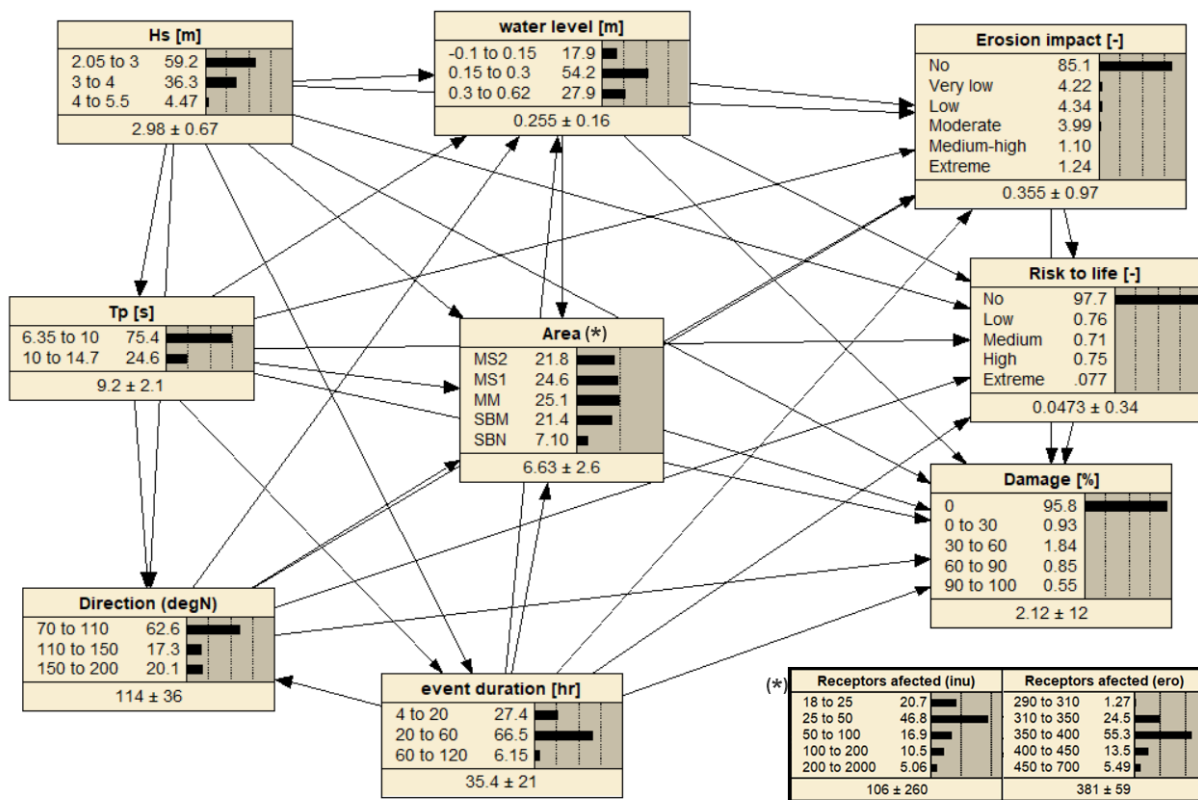 Hs [m]
2.05 to 3 59.2
3 to 4 36.3
4 to 5.5 4.47
2.98 ± 0.67
water level [m]
-0.1 to 0.15 17.9
0.15 to 0.3 54.2
0.3 to 0.62 27.9
0.255 ± 0.16
Erosion impact [-]
No 85.1
Very low 4.22
Low 4.34
Moderate 3.99
Medium-high 1.10
Extreme 1.24
0.355 ± 0.97
Tp [s]
6.35 to 10 75.4
10 to 14.7 24.6
9.2 ± 2.1
Area (*)
MS2 21.8
MS1 24.6
MM 25.1
SBM 21.4
SBN 7.10
6.63 ± 2.6
Risk to life [-]
No 97.7
Low 0.76
Medium 0.71
High 0.75
Extreme .077
0.0473 ± 0.34
Damage [%]
0 95.8
0 to 30 0.93
30 to 60 1.84
60 to 90 0.85
90 to 100 0.55
2.12 ± 12
Direction (degN)
70 to 110 62.6
110 to 150 17.3
150 to 200 20.1
114 ± 36
event duration [hr]
4 to 20 27.4
20 to 60 66.5
60 to 120 6.15
35.4 ± 21
(*)
Receptors afected (inu)
18 to 25 20.7
25 to 50 46.8
50 to 100 16.9
100 to 200 10.5
200 to 2000 5.06
106 ± 260
Receptors afected (ero)
290 to 310 1.27
310 to 350 24.5
350 to 400 55.3
400 to 450 13.5
450 to 700 5.49
381 ± 59